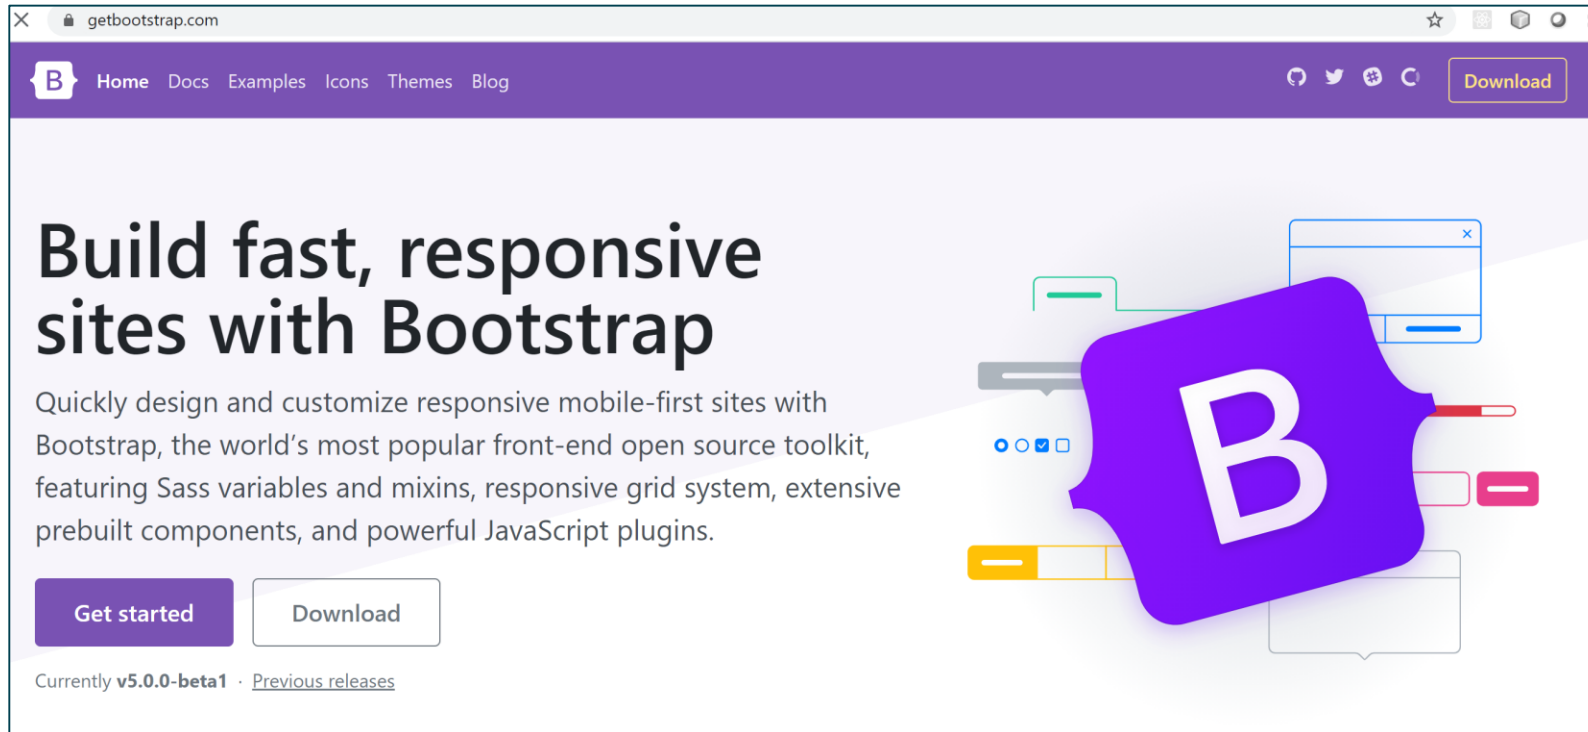 getbootstrap.com
B Home Docs Examples Icons Themes Blog Download
Build fast, responsive
sites with Bootstrap
Quickly design and customize responsive mobile-first sites with
Bootstrap, the world’s most popular front-end open source toolkit,
featuring Sass variables and mixins, responsive grid system, extensive
prebuilt components, and powerful JavaScript plugins.
Get started Download
Currently v5.0.0-beta1 · Previous releases
B